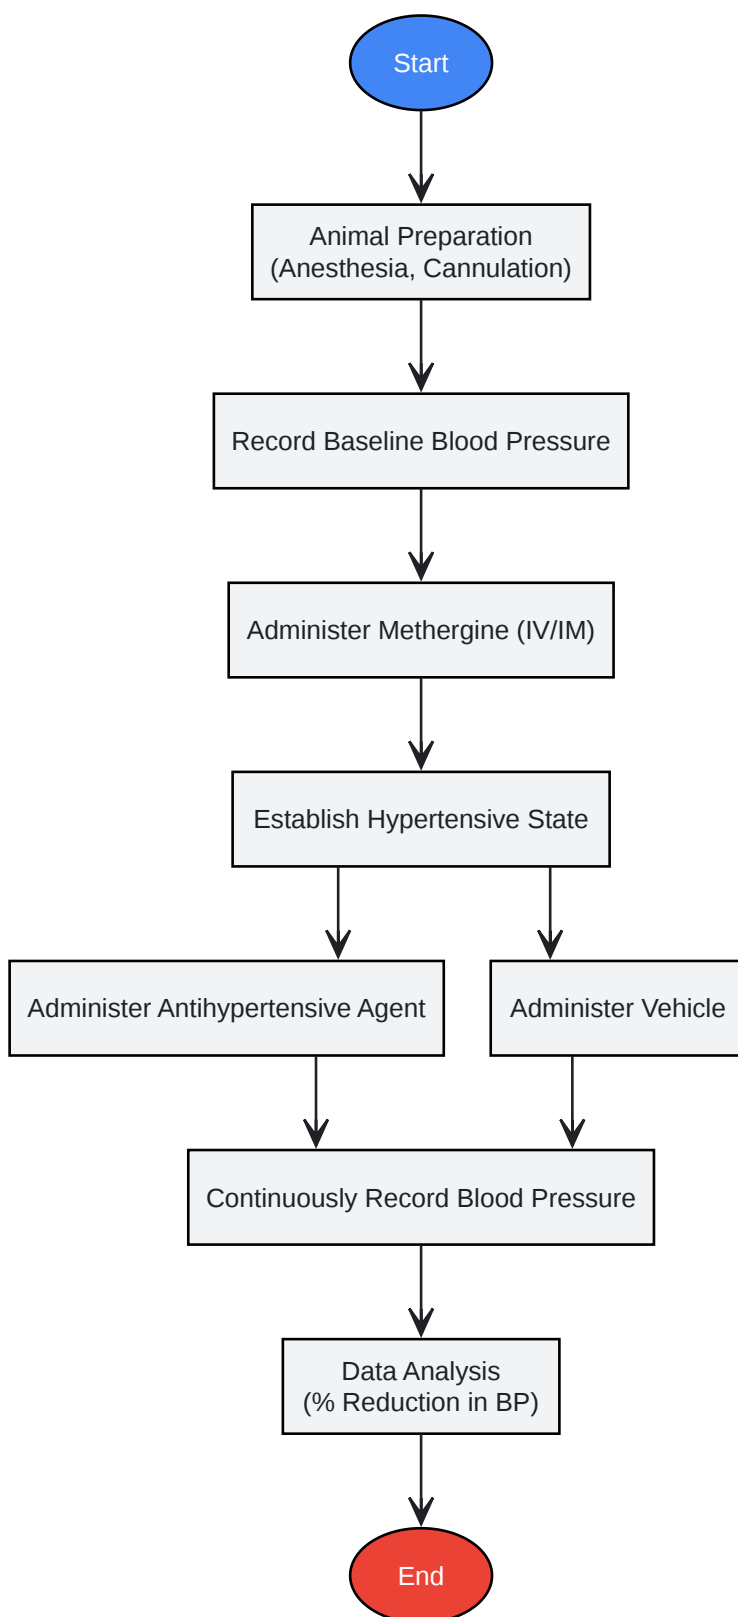 Start
Animal Preparation
(Anesthesia, Cannulation)
Record Baseline Blood Pressure
Administer Methergine (IV/IM)
Establish Hypertensive State
Administer Antihypertensive Agent
Administer Vehicle
Continuously Record Blood Pressure
Data Analysis
(% Reduction in BP)
End